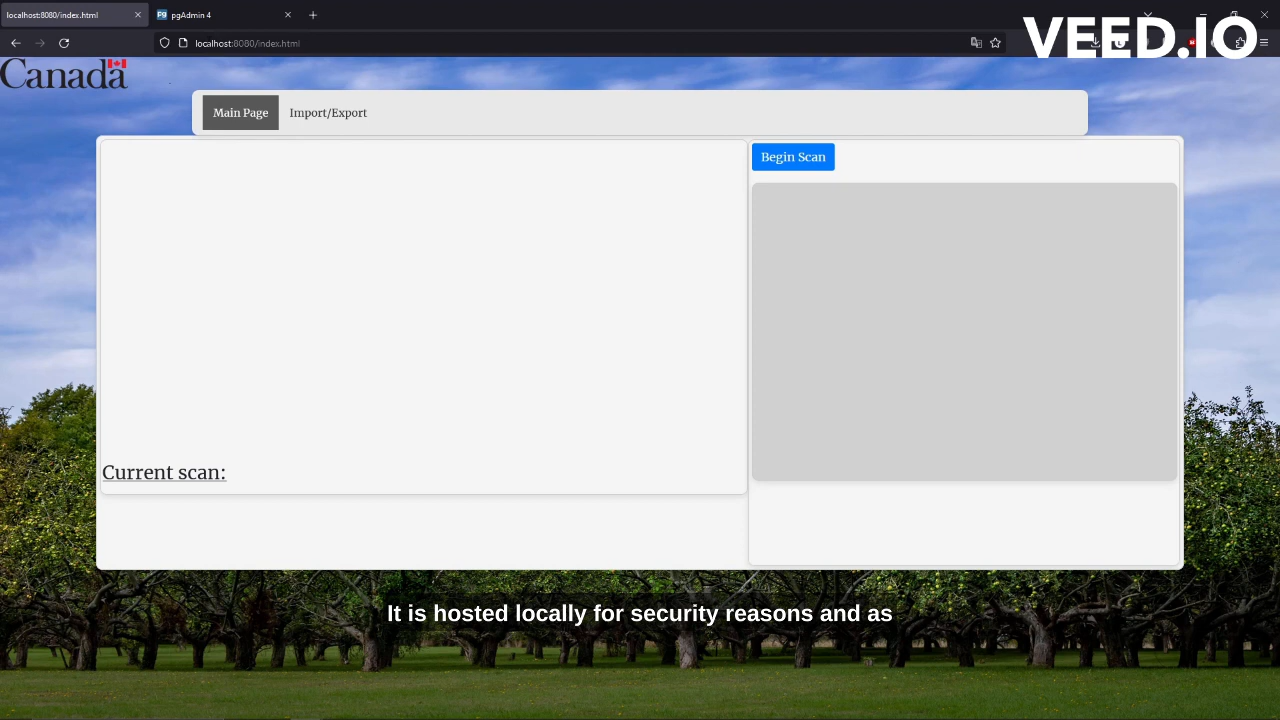 localhost:8080/index.html
pgAdmin 4
localhost:8080/index.html
VEED.IO
Canada
Main Page
Import/Export
Begin Scan
Current scan:
It is hosted locally for security reasons and as